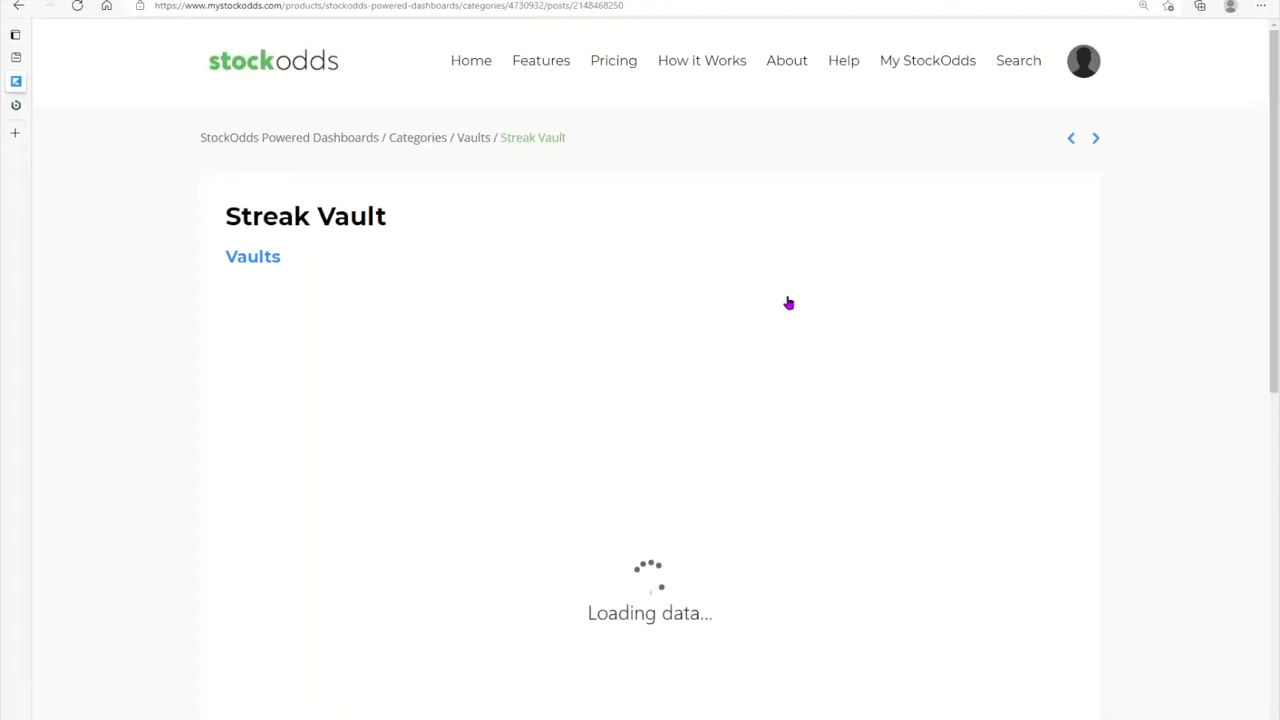 https://www.mystockodds.com/products/stockodds-powered-dashboards/categories/4730932/posts/2148468250
stockodds Home Features Pricing How it Works About Help My StockOdds Search
StockOdds Powered Dashboards / Categories / Vaults / Streak Vault
Streak Vault
Vaults
Loading data...